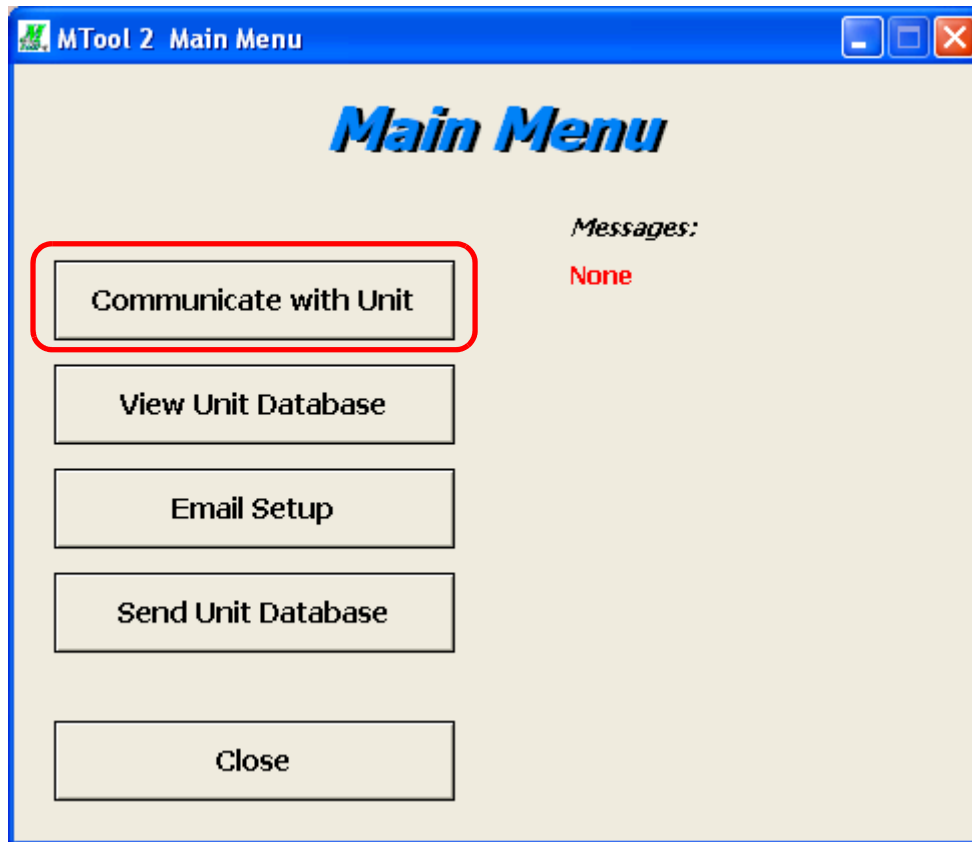 MTool 2 Main Menu
Main Menu
Messages:
None
Communicate with Unit
View Unit Database
Email Setup
Send Unit Database
Close